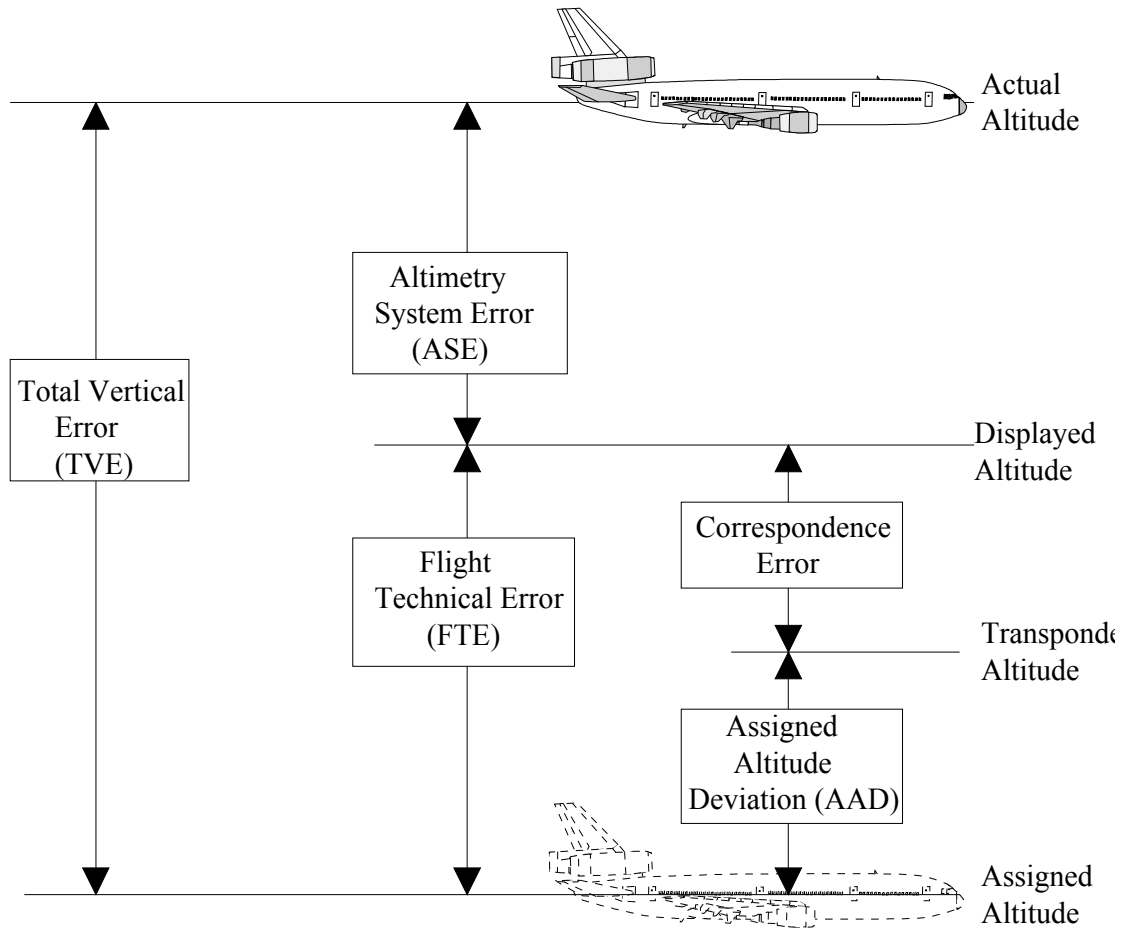 Actual
Altitude
Altimetry
System Error
(ASE)
Total Vertical
Error
(TVE)
Displayed
Altitude
Correspondence
Error
Flight
Technical Error
(FTE)
Transponde
Altitude
Assigned
Altitude
Deviation (AAD)
Assigned
Altitude